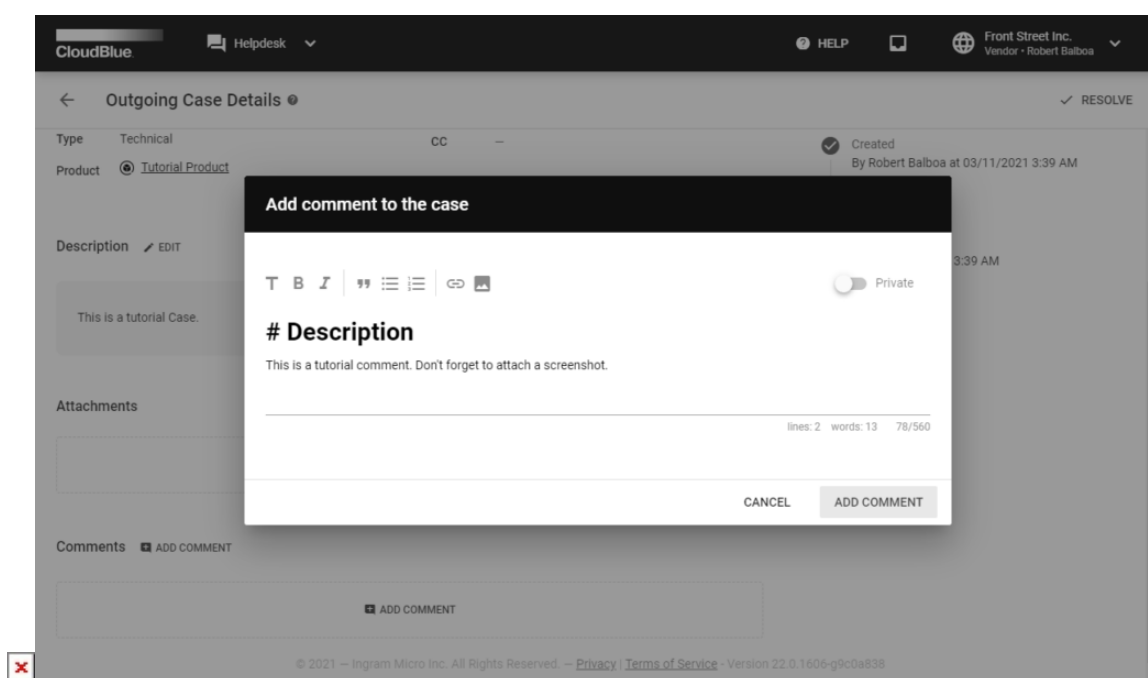 CloudBlue
Helpdesk
HELP
Front Street Inc.
Vendor • Robert Balboa
Outgoing Case Details
RESOLVE
Type Technical CC –
Created
Product Tutorial Product
By Robert Balboa at 03/11/2021 3:39 AM
Add comment to the case
Description EDIT
3:39 AM
T B I
Private
This is a tutorial Case.
# Description
This is a tutorial comment. Don't forget to attach a screenshot.
Attachments
lines: 2 words: 13 78/560
CANCEL ADD COMMENT
Comments ADD COMMENT
ADD COMMENT
© 2021 – Ingram Micro Inc. All Rights Reserved. – Privacy | Terms of Service - Version 22.0.1606-g9c0a838